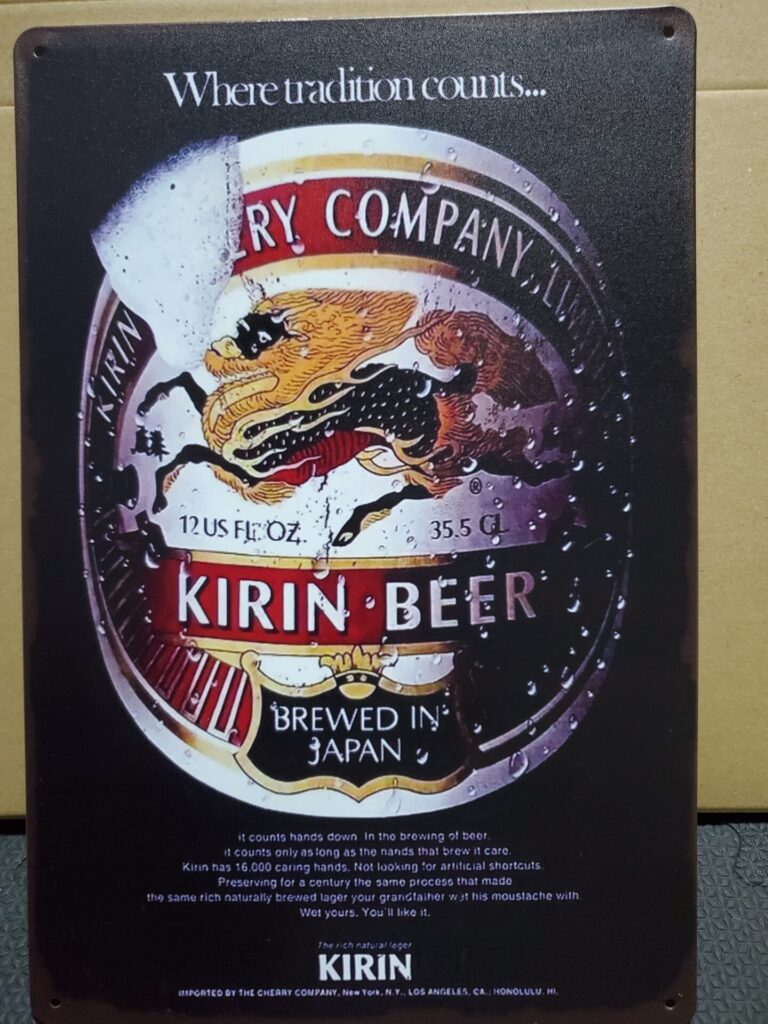 Where tradition counts...
ERY COMPANY, LIMI
KIRIN
®
12 US FL. OZ. 35.5 CL
KIRIN BEER
BREWED IN
JAPAN
it counts hands down. In the brewing of beer,
it counts only as long as the hands that brew it care.
Kirin has 16,000 caring hands. Not looking for artificial shortcuts.
Preserving for a century the same process that made
the same rich naturally brewed lager your grandfather wet his moustache with.
Wet yours. You'll like it.
The rich natural lager
KIRIN
IMPORTED BY THE CHERRY COMPANY, New York, N.Y., LOS ANGELES, CA.; HONOLULU, HI.